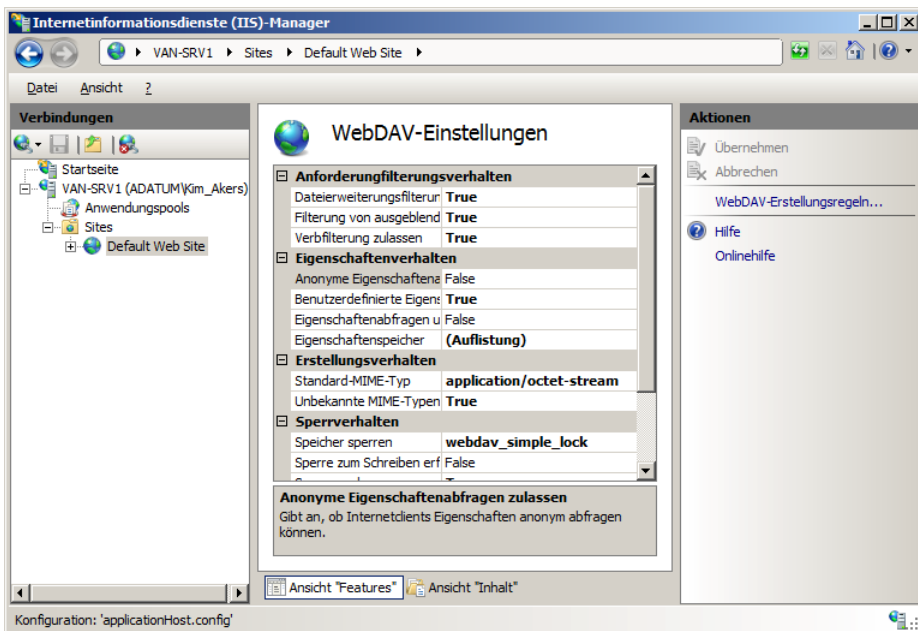 Internetinformationsdienste (IIS)-Manager
VAN-SRV1 Sites Default Web Site
Datei Ansicht ?
Verbindungen
Startseite
VAN-SRV1 (ADATUM\Kim_Akers)
Anwendungspools
Sites
Default Web Site
WebDAV-Einstellungen
Anforderungfilterungsverhalten
Dateierweiterungsfilterun True
Filterung von ausgeblend True
Verbfilterung zulassen True
Eigenschaftenverhalten
Anonyme Eigenschaftena False
Benutzerdefinierte Eigens True
Eigenschaftenabfragen u False
Eigenschaftenspeicher (Auflistung)
Erstellungsverhalten
Standard-MIME-Typ application/octet-stream
Unbekannte MIME-Typen True
Sperrverhalten
Speicher sperren webdav_simple_lock
Sperre zum Schreiben erf False
Anonyme Eigenschaftenabfragen zulassen
Gibt an, ob Internetclients Eigenschaften anonym abfragen
können.
Ansicht "Features" Ansicht "Inhalt"
Aktionen
Übernehmen
Abbrechen
WebDAV-Erstellungsregeln...
Hilfe
Onlinehilfe
Konfiguration: 'applicationHost.config'